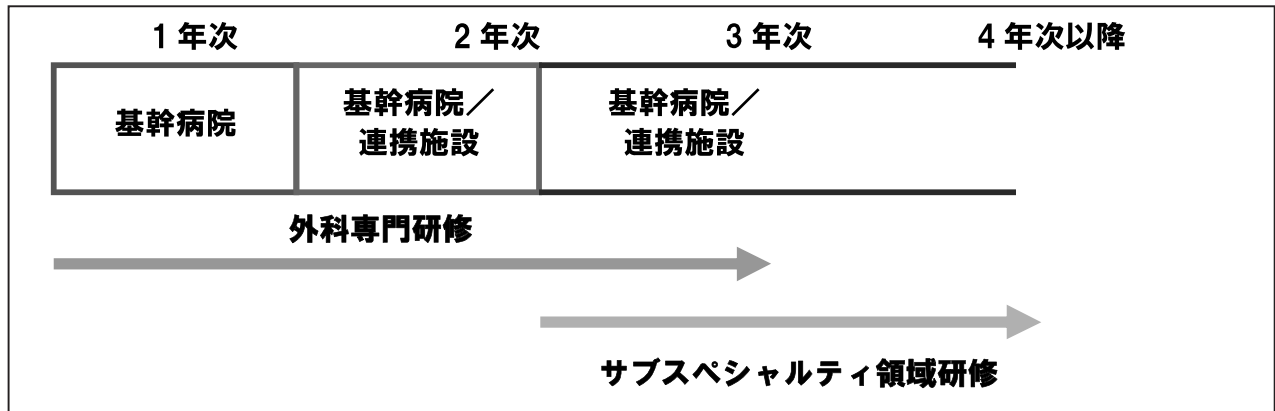 1年次 2年次 3年次 4年次以降
基幹病院
基幹病院／
連携施設
基幹病院／
連携施設
外科専門研修
サブスペシャルティ領域研修